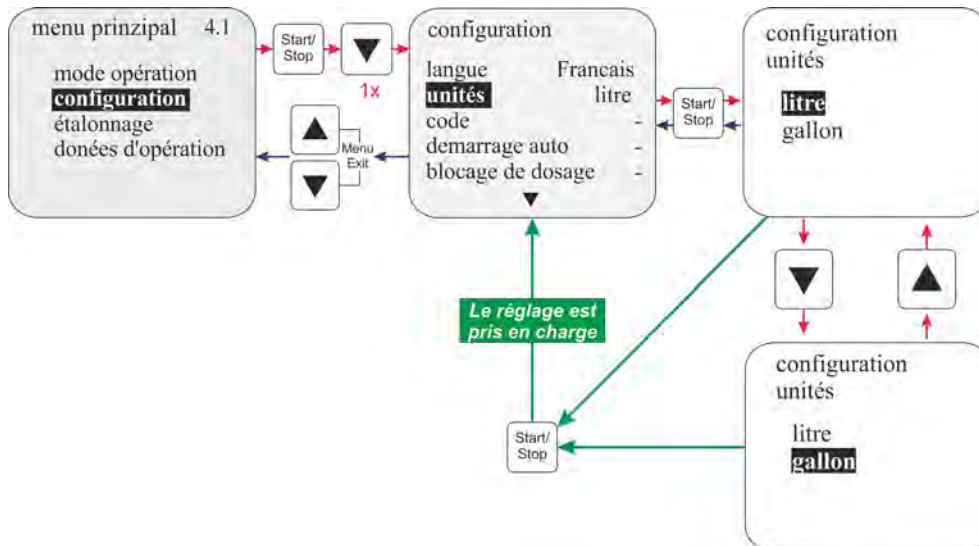 menu prinzipal 4.1
mode opération
configuration
étalonnage
donées d'opération
Start/
Stop
1x
Menu
Exit
configuration
langue Francais
unités litre
code -
demarrage auto -
blocage de dosage -
Start/
Stop
configuration
unités
litre
gallon
Le réglage est
pris en charge
Start/
Stop
configuration
unités
litre
gallon